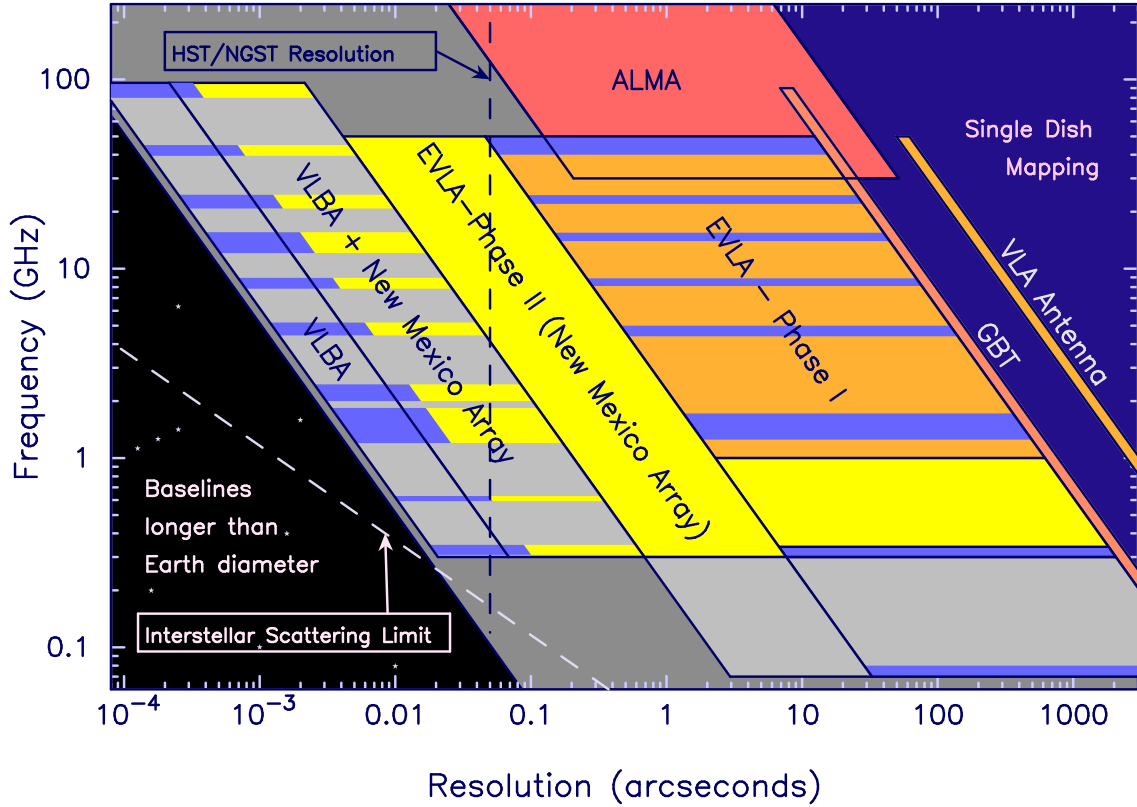 HST/NGST Resolution
ALMA
Single Dish
Mapping
VLBA + New Mexico Array
EVLA-Phase II (New Mexico Array)
EVLA - Phase I
VLBA
GBT
VLA Antenna
Baselines
longer than
Earth diameter
Interstellar Scattering Limit
Frequency (GHz)
100
10
1
0.1
10⁻⁴
10⁻³
0.01
0.1
1
10
100
1000
Resolution (arcseconds)